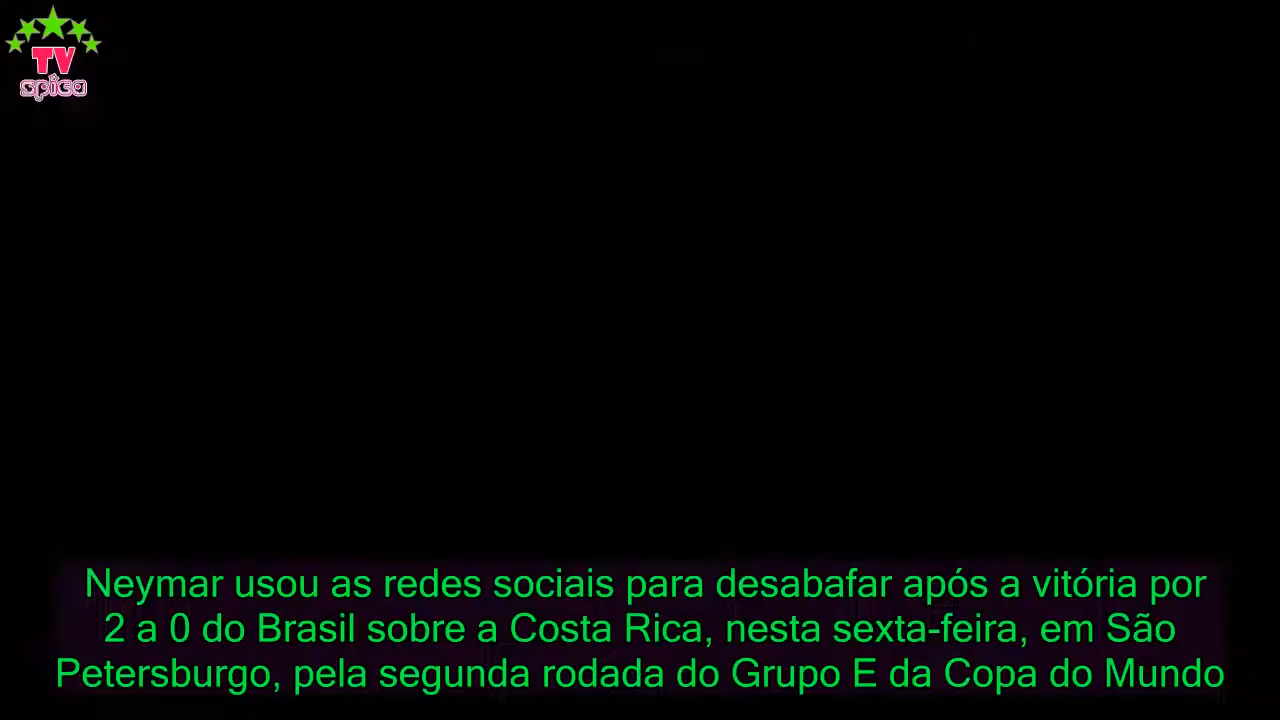 TV
spica
Neymar usou as redes sociais para desabafar após a vitória por
2 a 0 do Brasil sobre a Costa Rica, nesta sexta-feira, em São
Petersburgo, pela segunda rodada do Grupo E da Copa do Mundo